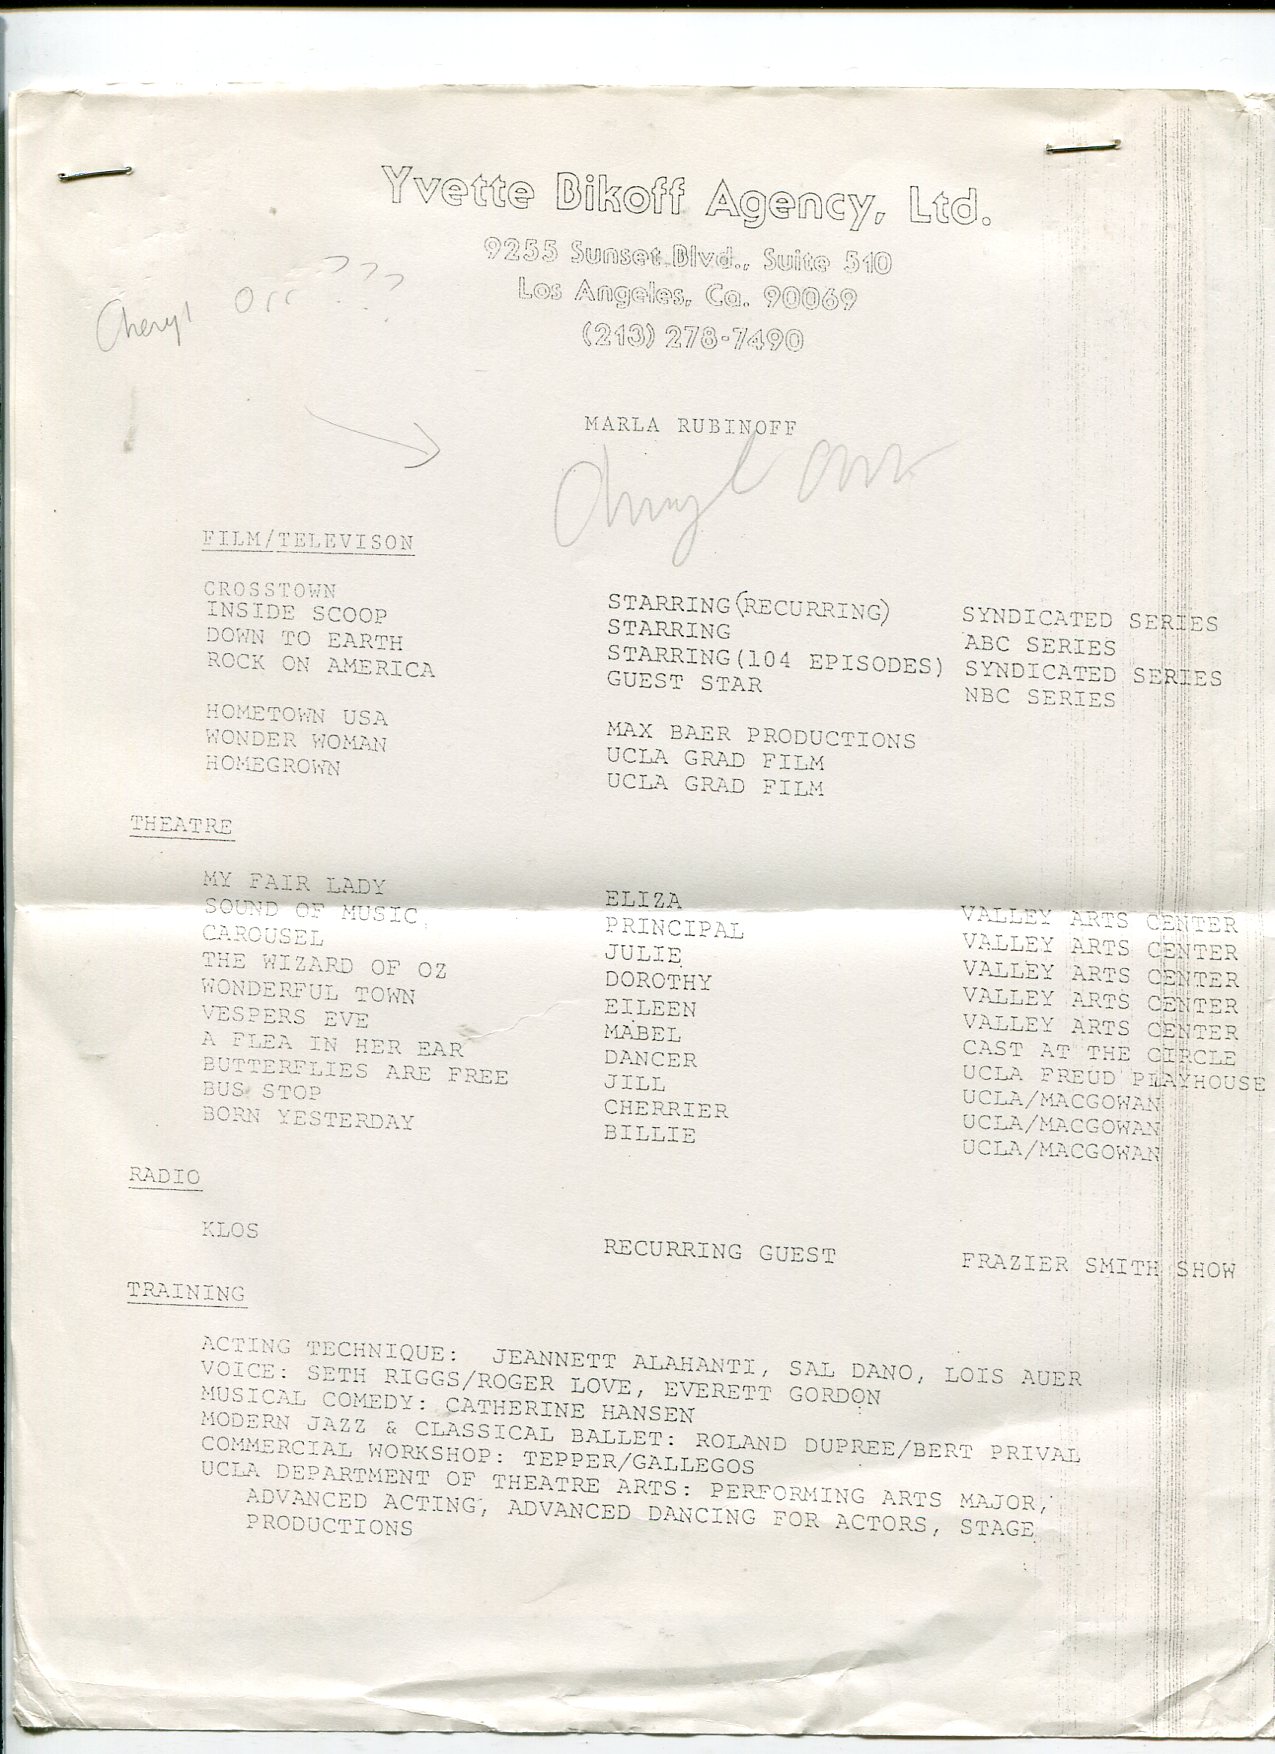 Yvette Bikoff Agency, Ltd.
9255 Sunset Blvd., Suite 510
Los Angeles, Ca. 90069
(213) 278-7490
Cheryl Orr ???
MARLA RUBINOFF
Cheryl Orr
FILM/TELEVISON
CROSSTOWN STARRING(RECURRING) SYNDICATED SERIES
INSIDE SCOOP STARRING ABC SERIES
DOWN TO EARTH STARRING(104 EPISODES) SYNDICATED SERIES
ROCK ON AMERICA GUEST STAR NBC SERIES
HOMETOWN USA MAX BAER PRODUCTIONS
WONDER WOMAN UCLA GRAD FILM
HOMEGROWN UCLA GRAD FILM
THEATRE
MY FAIR LADY ELIZA VALLEY ARTS CENTER
SOUND OF MUSIC PRINCIPAL VALLEY ARTS CENTER
CAROUSEL JULIE VALLEY ARTS CENTER
THE WIZARD OF OZ DOROTHY VALLEY ARTS CENTER
WONDERFUL TOWN EILEEN VALLEY ARTS CENTER
VESPERS EVE MABEL CAST AT THE CIRCLE
A FLEA IN HER EAR DANCER UCLA FREUD PLAYHOUSE
BUTTERFLIES ARE FREE JILL UCLA/MACGOWAN
BUS STOP CHERRIER UCLA/MACGOWAN
BORN YESTERDAY BILLIE UCLA/MACGOWAN
RADIO
KLOS RECURRING GUEST FRAZIER SMITH SHOW
TRAINING
ACTING TECHNIQUE: JEANNETT ALAHANTI, SAL DANO, LOIS AUER
VOICE: SETH RIGGS/ROGER LOVE, EVERETT GORDON
MUSICAL COMEDY: CATHERINE HANSEN
MODERN JAZZ & CLASSICAL BALLET: ROLAND DUPREE/BERT PRIVAL
COMMERCIAL WORKSHOP: TEPPER/GALLEGOS
UCLA DEPARTMENT OF THEATRE ARTS: PERFORMING ARTS MAJOR,
ADVANCED ACTING, ADVANCED DANCING FOR ACTORS, STAGE
PRODUCTIONS